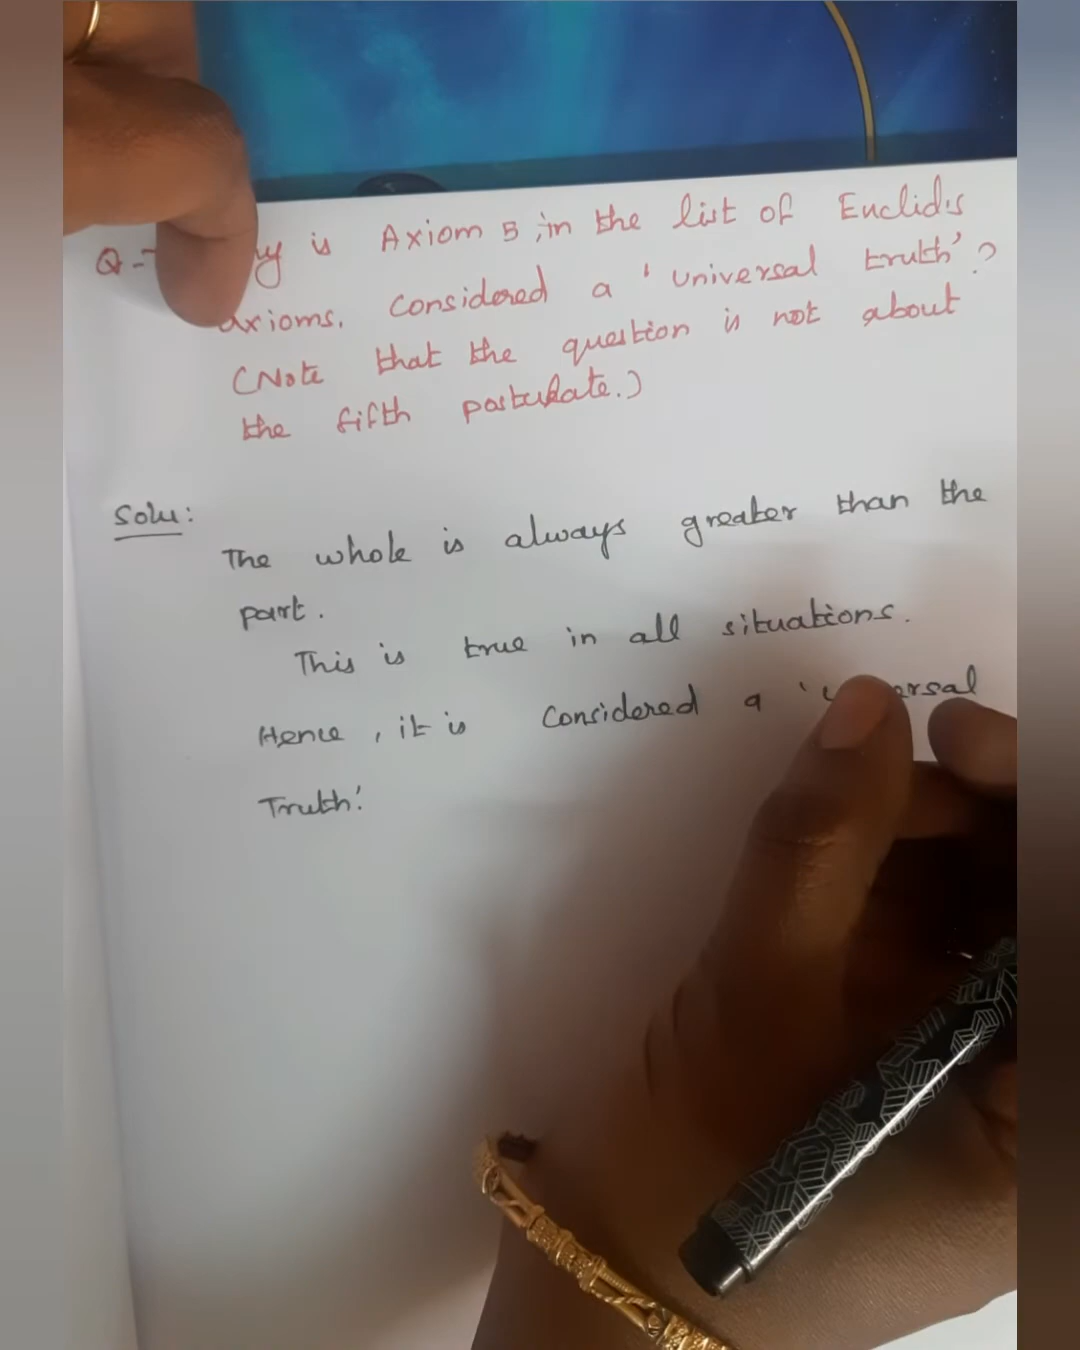 Q-7 is Axiom 5, in the list of Euclid's
axioms, considered a 'universal truth'?
(Note that the question is not about
the fifth postulate.)
Solu:
The whole is always greater than the
part.
This is true in all situations.
Hence, it is considered a
Truth'.